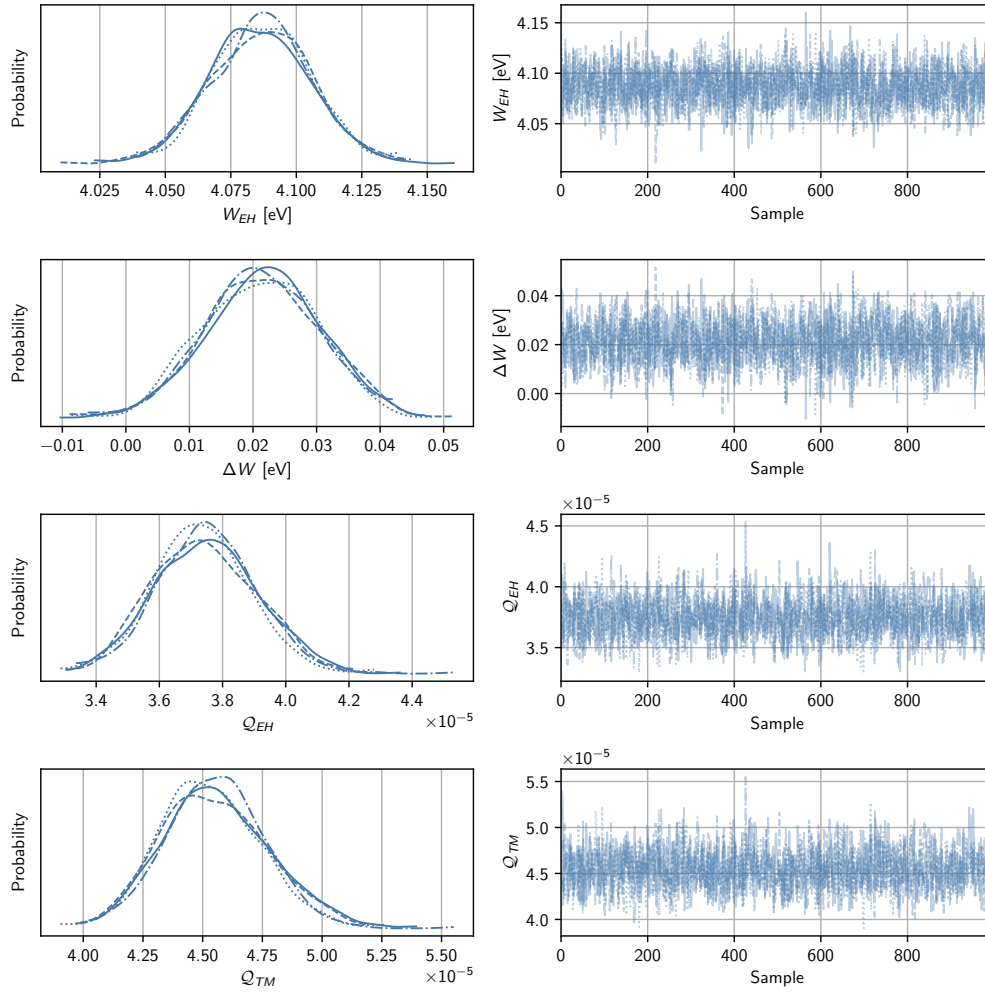 Probability
4.025 4.050 4.075 4.100 4.125 4.150
W_EH [eV]
W_EH [eV]
4.15
4.10
4.05
0 200 400 600 800
Sample
Probability
−0.01 0.00 0.01 0.02 0.03 0.04 0.05
ΔW [eV]
ΔW [eV]
0.04
0.02
0.00
0 200 400 600 800
Sample
Probability
3.4 3.6 3.8 4.0 4.2 4.4
×10⁻⁵
𝒬_EH
×10⁻⁵
𝒬_EH
4.5
4.0
3.5
0 200 400 600 800
Sample
Probability
4.00 4.25 4.50 4.75 5.00 5.25 5.50
×10⁻⁵
𝒬_TM
×10⁻⁵
𝒬_TM
5.5
5.0
4.5
4.0
0 200 400 600 800
Sample